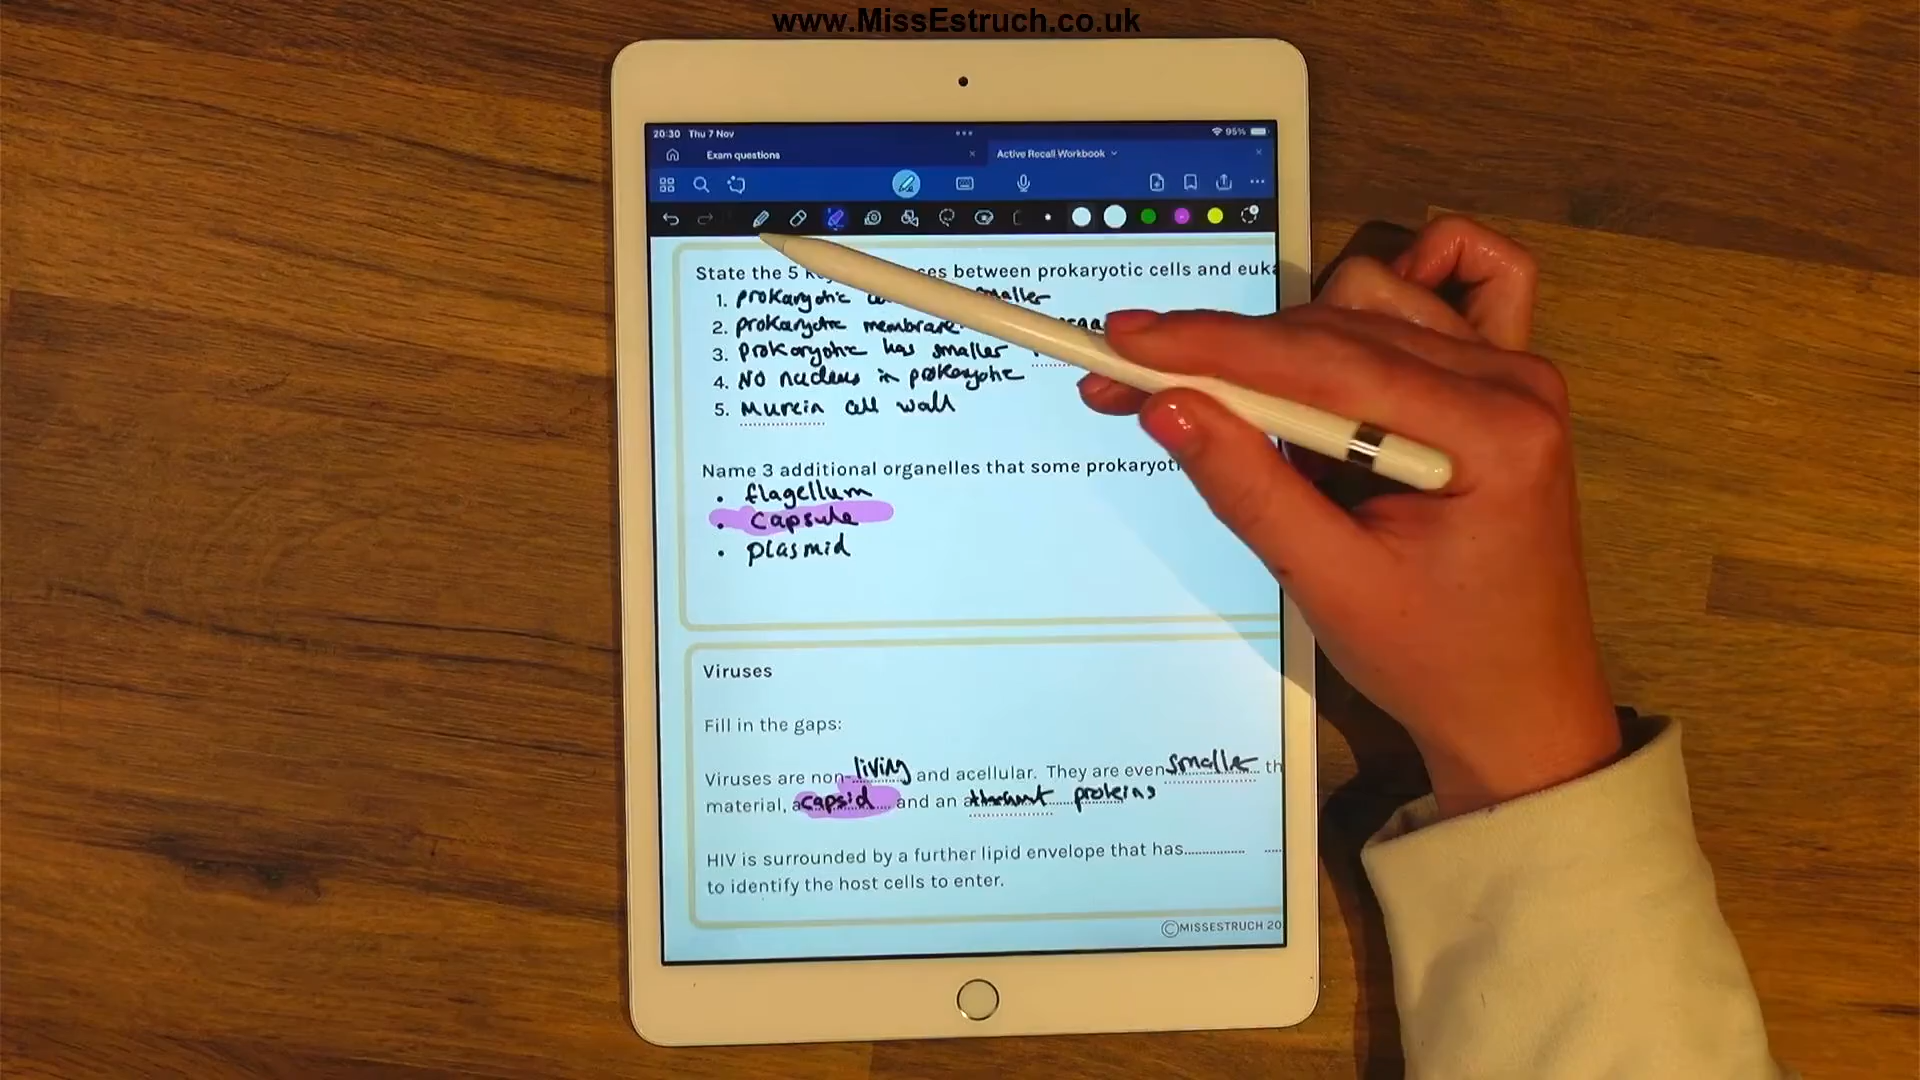 www.MissEstruch.co.uk
20:30 Thu 7 Nov
95%
Exam questions
Active Recall Workbook
State the 5 between prokaryotic cells and
1. prokaryotic smaller
2. prokaryotic membrane
3. prokaryotic has smaller
4. NO nucleus in prokaryotic
5. Murein cell wall
Name 3 additional organelles that some
• flagellum
• capsule
• plasmid
Viruses
Fill in the gaps:
Viruses are non-living and acellular. They are even smaller
material, a capsid and an attachment proteins
HIV is surrounded by a further lipid envelope that has
to identify the host cells to enter.
©MISSESTRUCH 20